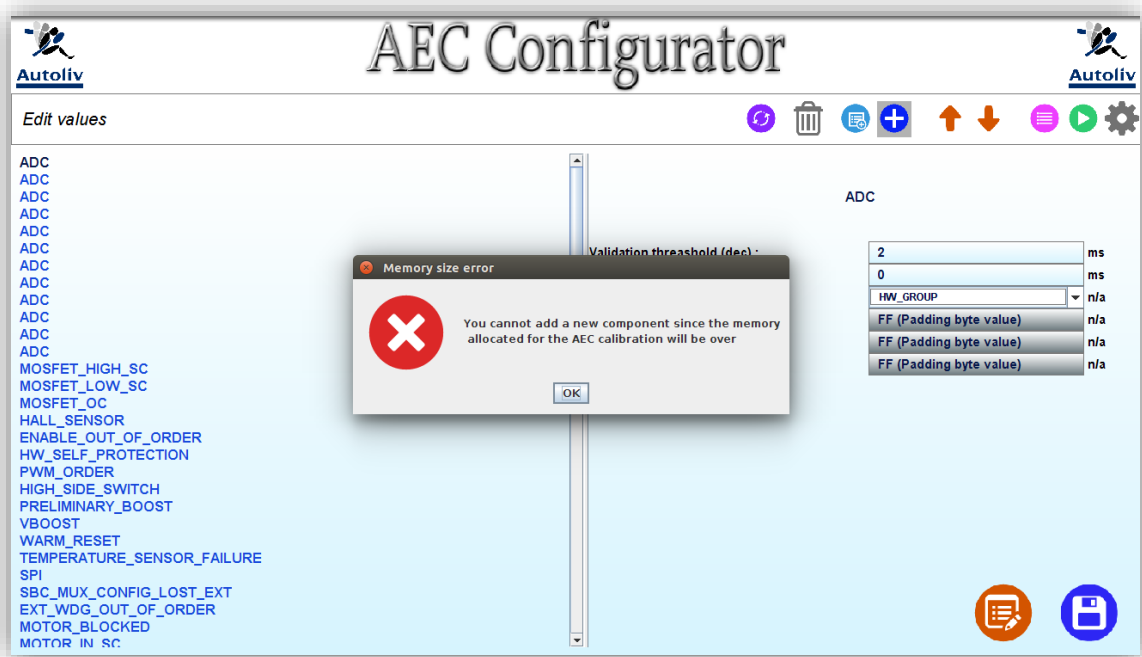 Autoliv
AEC Configurator
Autoliv
Edit values
ADC
ADC
ADC
ADC
ADC
ADC
ADC
ADC
ADC
ADC
ADC
ADC
MOSFET_HIGH_SC
MOSFET_LOW_SC
MOSFET_OC
HALL_SENSOR
ENABLE_OUT_OF_ORDER
HW_SELF_PROTECTION
PWM_ORDER
HIGH_SIDE_SWITCH
PRELIMINARY_BOOST
VBOOST
WARM_RESET
TEMPERATURE_SENSOR_FAILURE
SPI
SBC_MUX_CONFIG_LOST_EXT
EXT_WDG_OUT_OF_ORDER
MOTOR_BLOCKED
MOTOR_IN_SC
ADC
Validation threashold (dec) :
2 ms
0 ms
HW_GROUP n/a
FF (Padding byte value) n/a
FF (Padding byte value) n/a
FF (Padding byte value) n/a
Memory size error
You cannot add a new component since the memory
allocated for the AEC calibration will be over
OK